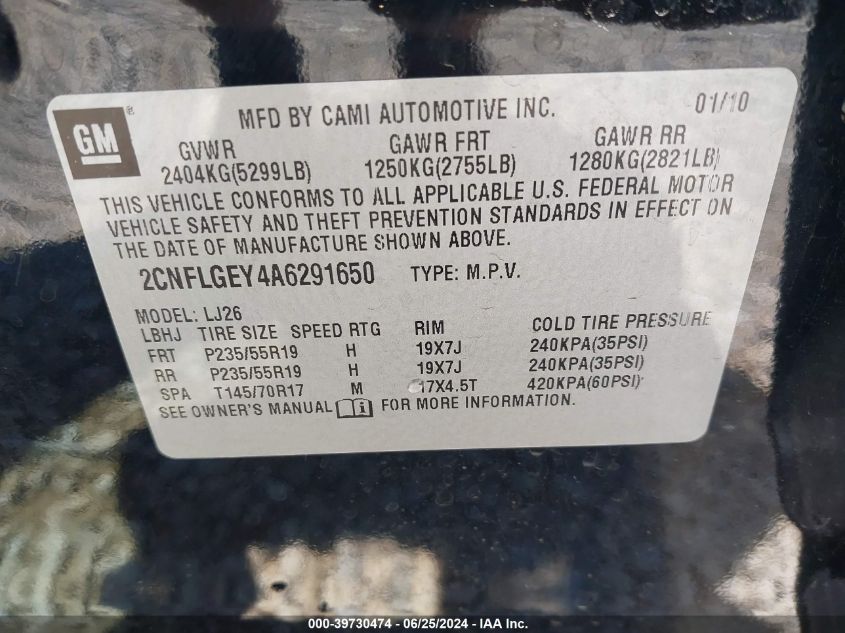 GM ®
MFD BY CAMI AUTOMOTIVE INC. 01/10
GVWR GAWR FRT GAWR RR
2404KG(5299LB) 1250KG(2755LB) 1280KG(2821LB)
THIS VEHICLE CONFORMS TO ALL APPLICABLE U.S. FEDERAL MOTOR
VEHICLE SAFETY AND THEFT PREVENTION STANDARDS IN EFFECT ON
THE DATE OF MANUFACTURE SHOWN ABOVE.
2CNFLGEY4A6291650 TYPE: M.P.V.
MODEL: LJ26
LBHJ TIRE SIZE SPEED RTG RIM COLD TIRE PRESSURE
FRT P235/55R19 H 19X7J 240KPA(35PSI)
RR P235/55R19 H 19X7J 240KPA(35PSI)
SPA T145/70R17 M 17X4.5T 420KPA(60PSI)
SEE OWNER'S MANUAL i FOR MORE INFORMATION.
000-39730474 - 06/25/2024 - IAA Inc.